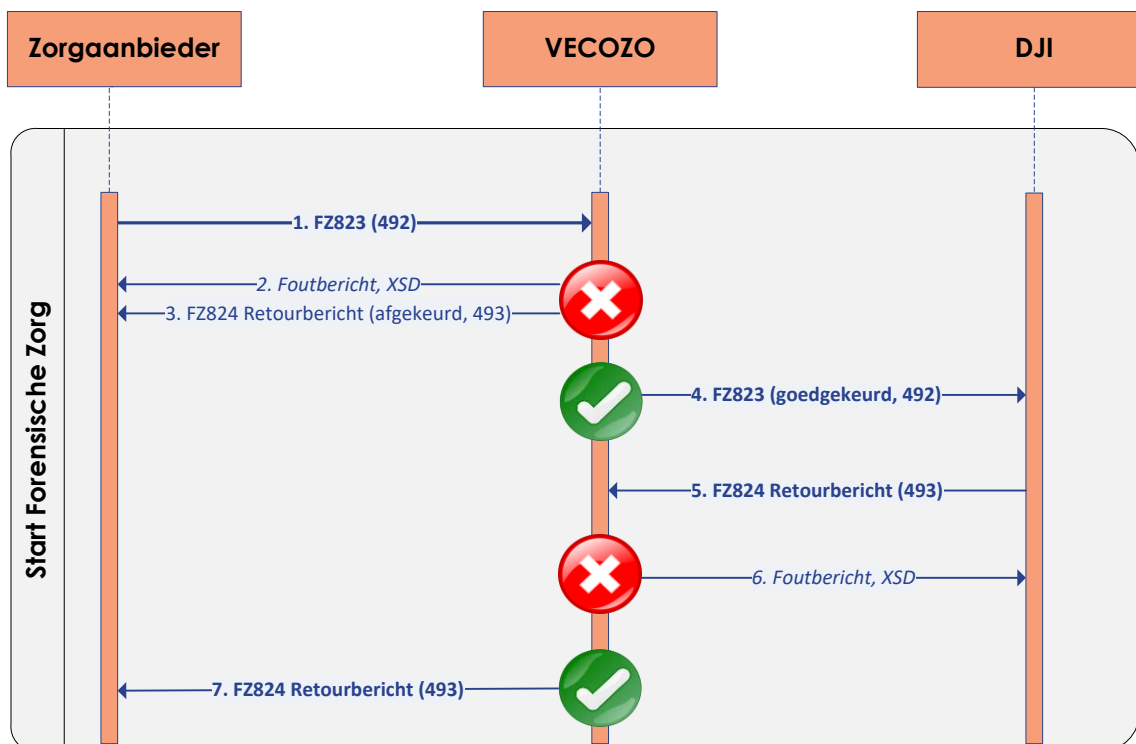 Zorgaanbieder
VECOZO
DJI
Start Forensische Zorg
1. FZ823 (492)
2. Foutbericht, XSD
3. FZ824 Retourbericht (afgekeurd, 493)
4. FZ823 (goedgekeurd, 492)
5. FZ824 Retourbericht (493)
6. Foutbericht, XSD
7. FZ824 Retourbericht (493)